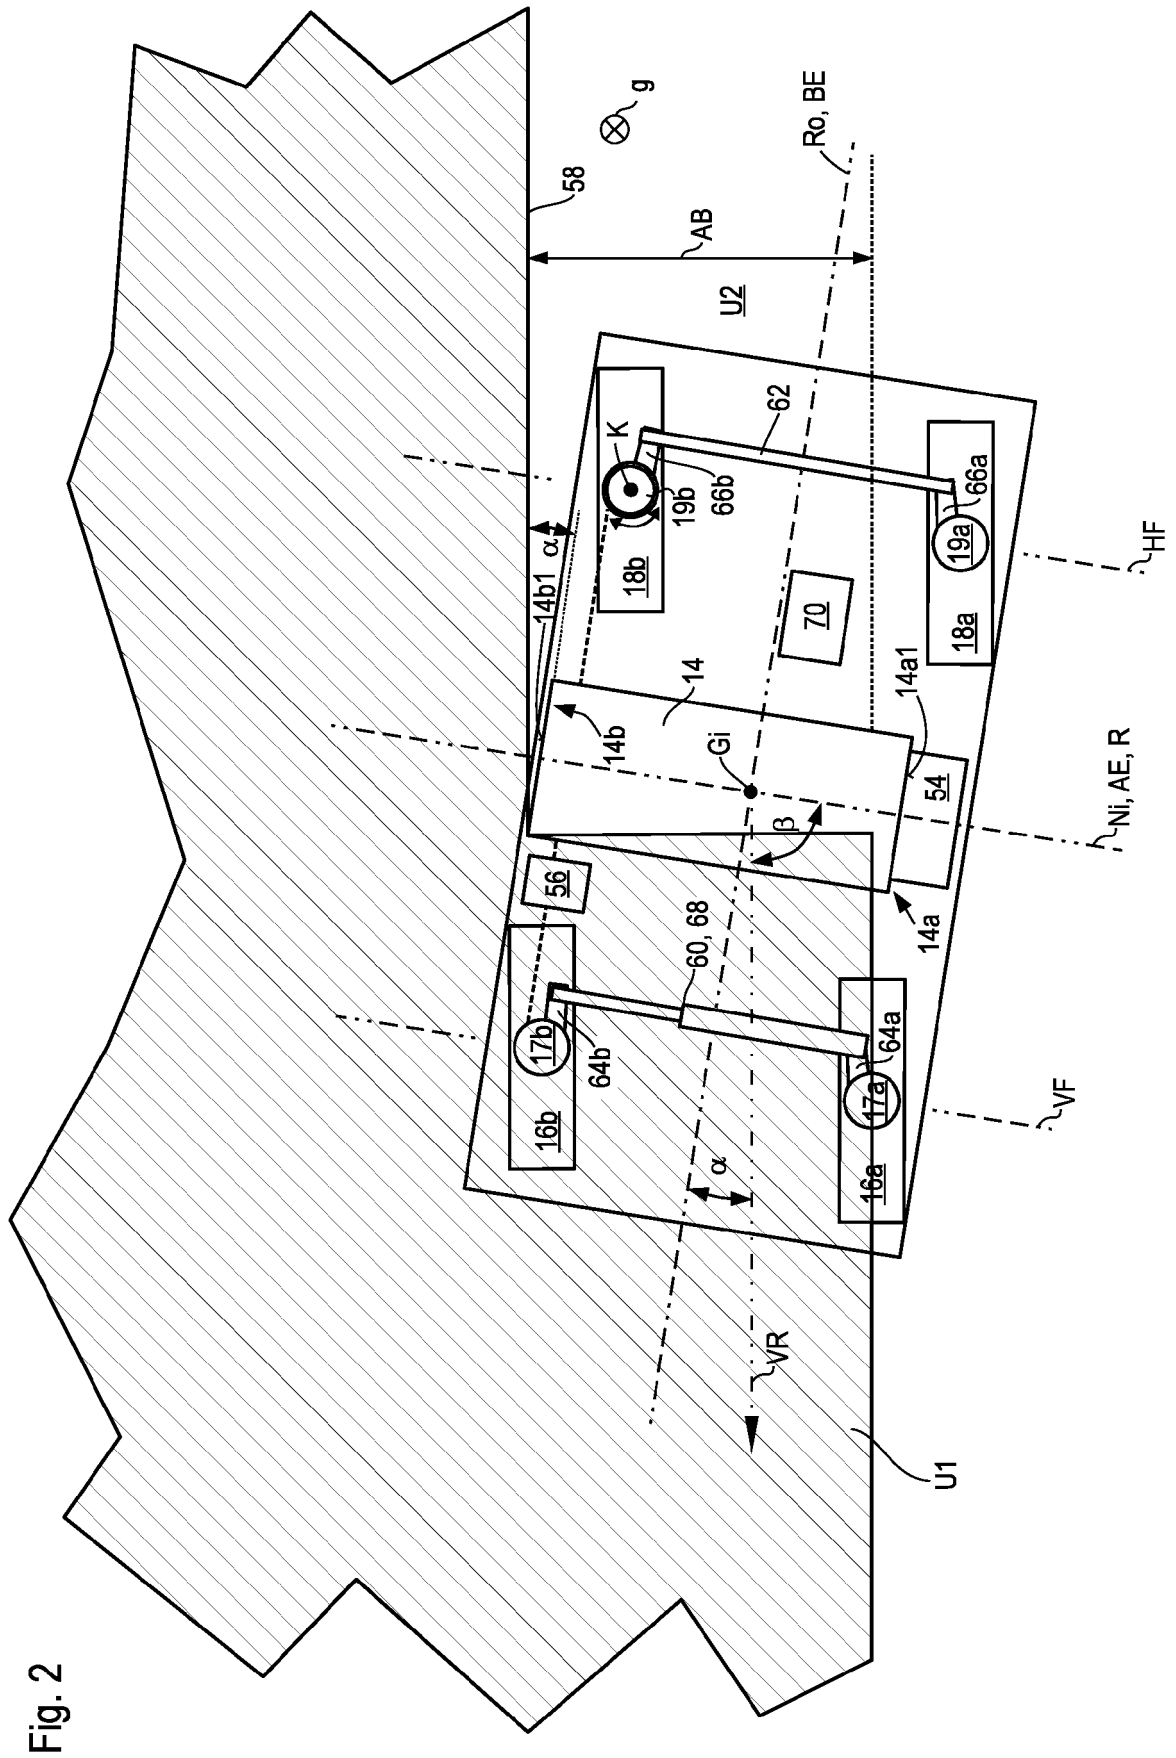 Fig. 2
g
58
Ro, BE
AB
U2
62
K
66b
19b
66a
19a
18b
18a
HF
α
14b1
70
14
14b
14a1
Gi
54
Ni, AE, R
β
56
14a
60, 68
17b
64b
64a
17a
16b
16a
VF
α
VR
U1